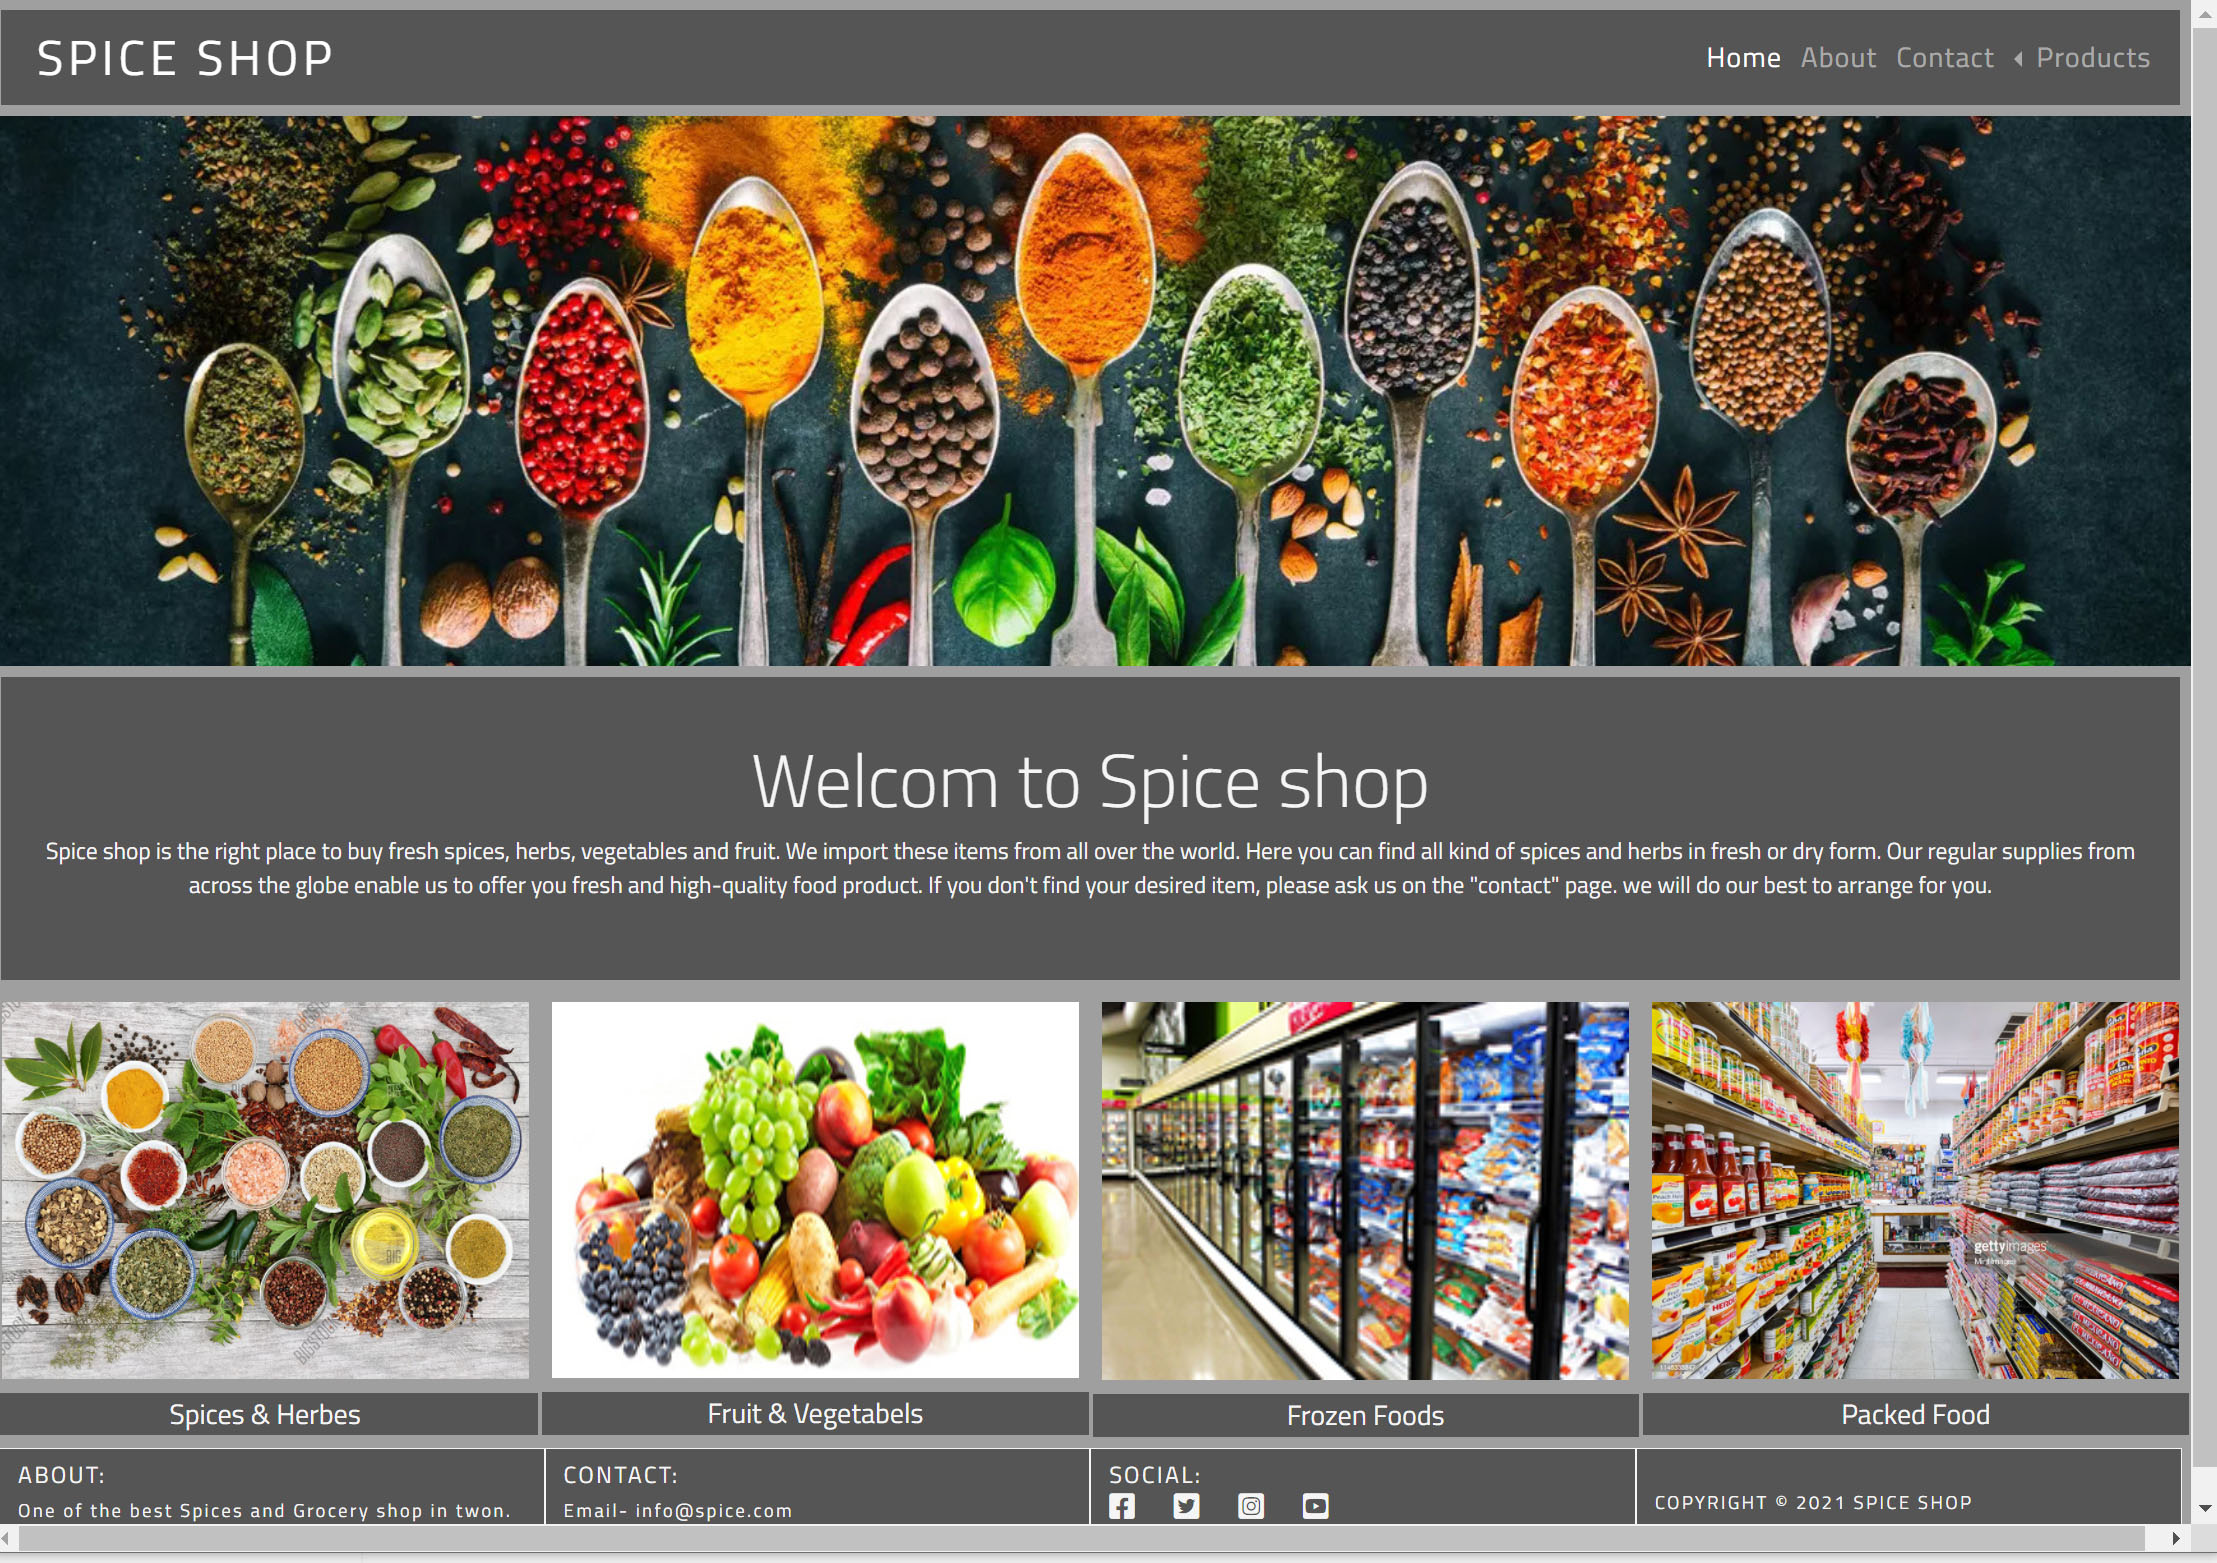 SPICE SHOP
Home About Contact Products
Welcom to Spice shop
Spice shop is the right place to buy fresh spices, herbs, vegetables and fruit. We import these items from all over the world. Here you can find all kind of spices and herbs in fresh or dry form. Our regular supplies from
across the globe enable us to offer you fresh and high-quality food product. If you don't find your desired item, please ask us on the "contact" page. we will do our best to arrange for you.
gettyimages
Spices & Herbes
Fruit & Vegetabels
Frozen Foods
Packed Food
ABOUT:
One of the best Spices and Grocery shop in twon.
CONTACT:
Email- info@spice.com
SOCIAL:
COPYRIGHT © 2021 SPICE SHOP